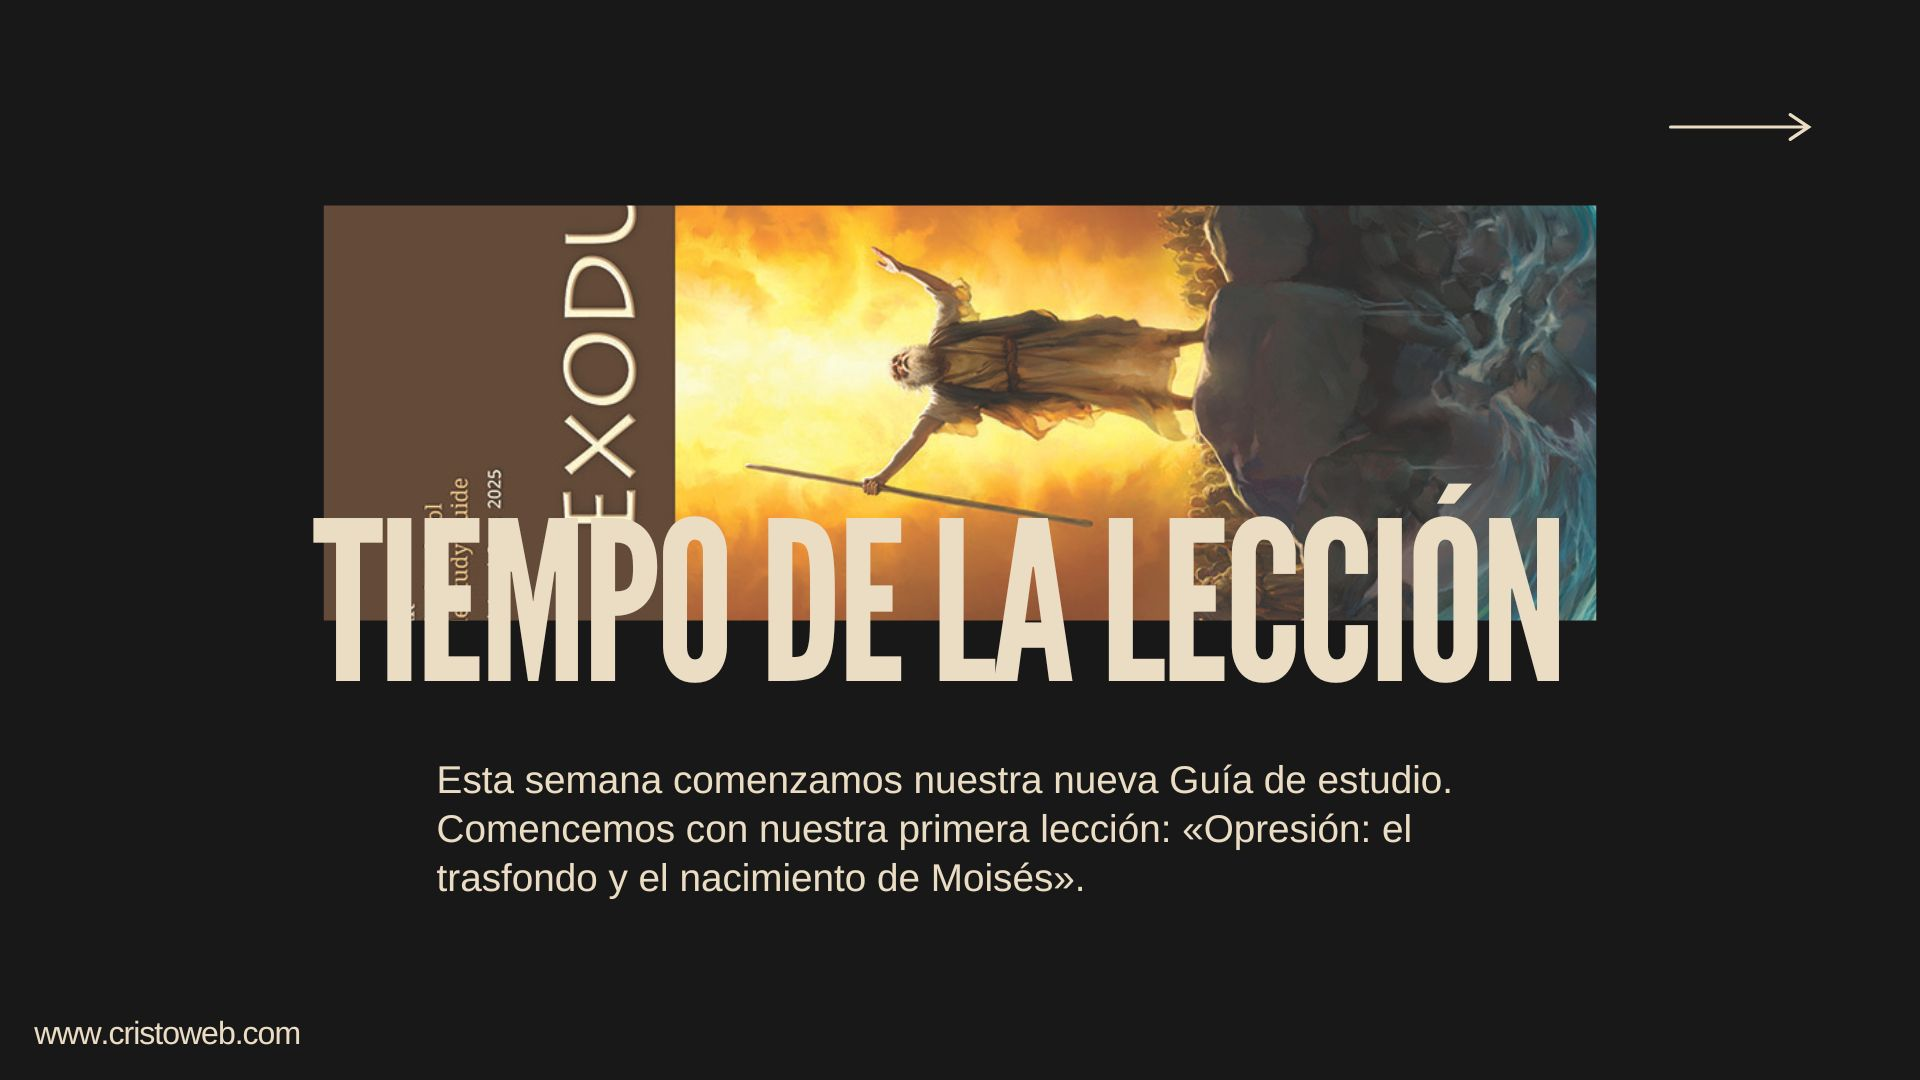 EXODU
2025
TIEMPO DE LA LECCIÓN
Esta semana comenzamos nuestra nueva Guía de estudio.
Comencemos con nuestra primera lección: «Opresión: el
trasfondo y el nacimiento de Moisés».
www.cristoweb.com